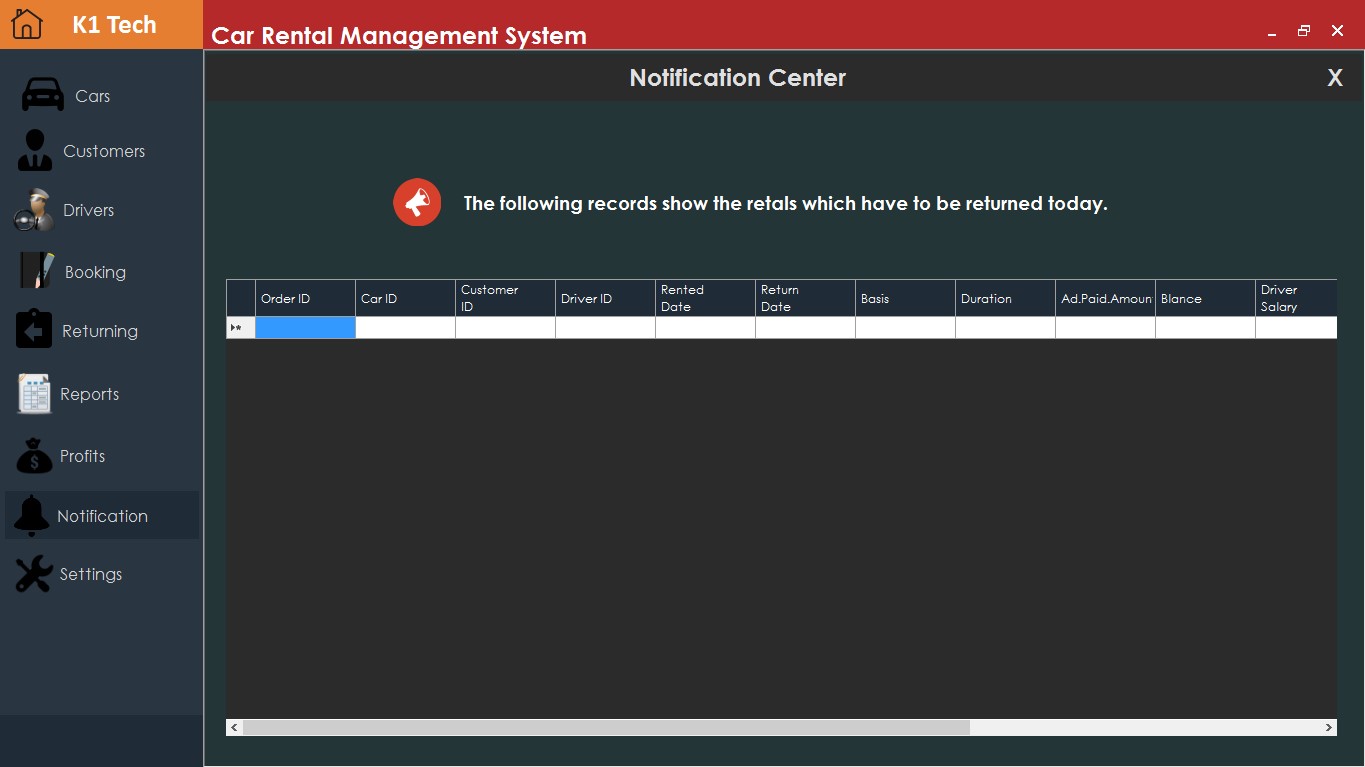 K1 Tech
Car Rental Management System
Notification Center
X
Cars
Customers
Drivers
Booking
Returning
Reports
Profits
Notification
Settings
The following records show the retals which have to be returned today.
Order ID
Car ID
Customer
ID
Driver ID
Rented
Date
Return
Date
Basis
Duration
Ad.Paid.Amoun
Blance
Driver
Salary